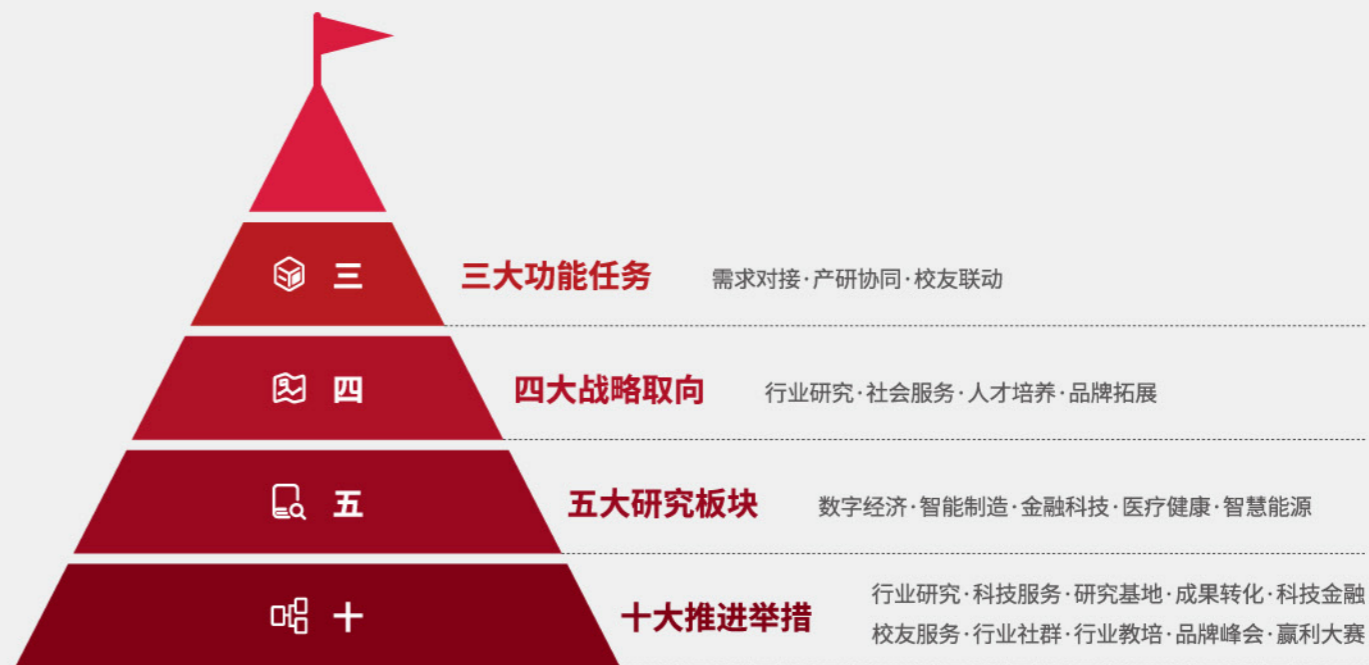 三 三大功能任务 需求对接·产研协同·校友联动
四 四大战略取向 行业研究·社会服务·人才培养·品牌拓展
五 五大研究板块 数字经济·智能制造·金融科技·医疗健康·智慧能源
十 十大推进举措 行业研究·科技服务·研究基地·成果转化·科技金融
校友服务·行业社群·行业教培·品牌峰会·赢利大赛